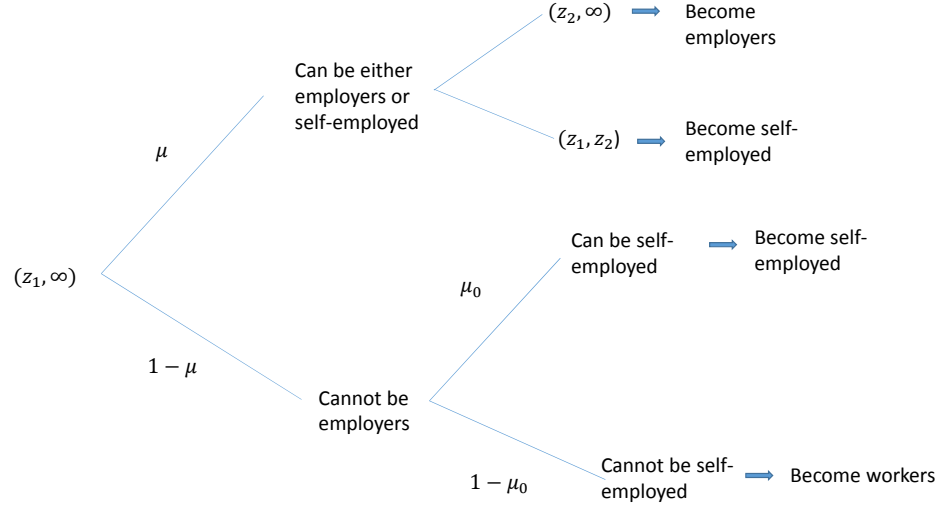 (z₂, ∞)
Become
employers
Can be either
employers or
self-employed
(z₁, z₂)
Become self-
employed
μ
(z₁, ∞)
Can be self-
employed
Become self-
employed
μ₀
1 − μ
Cannot be
employers
1 − μ₀
Cannot be self-
employed
Become workers